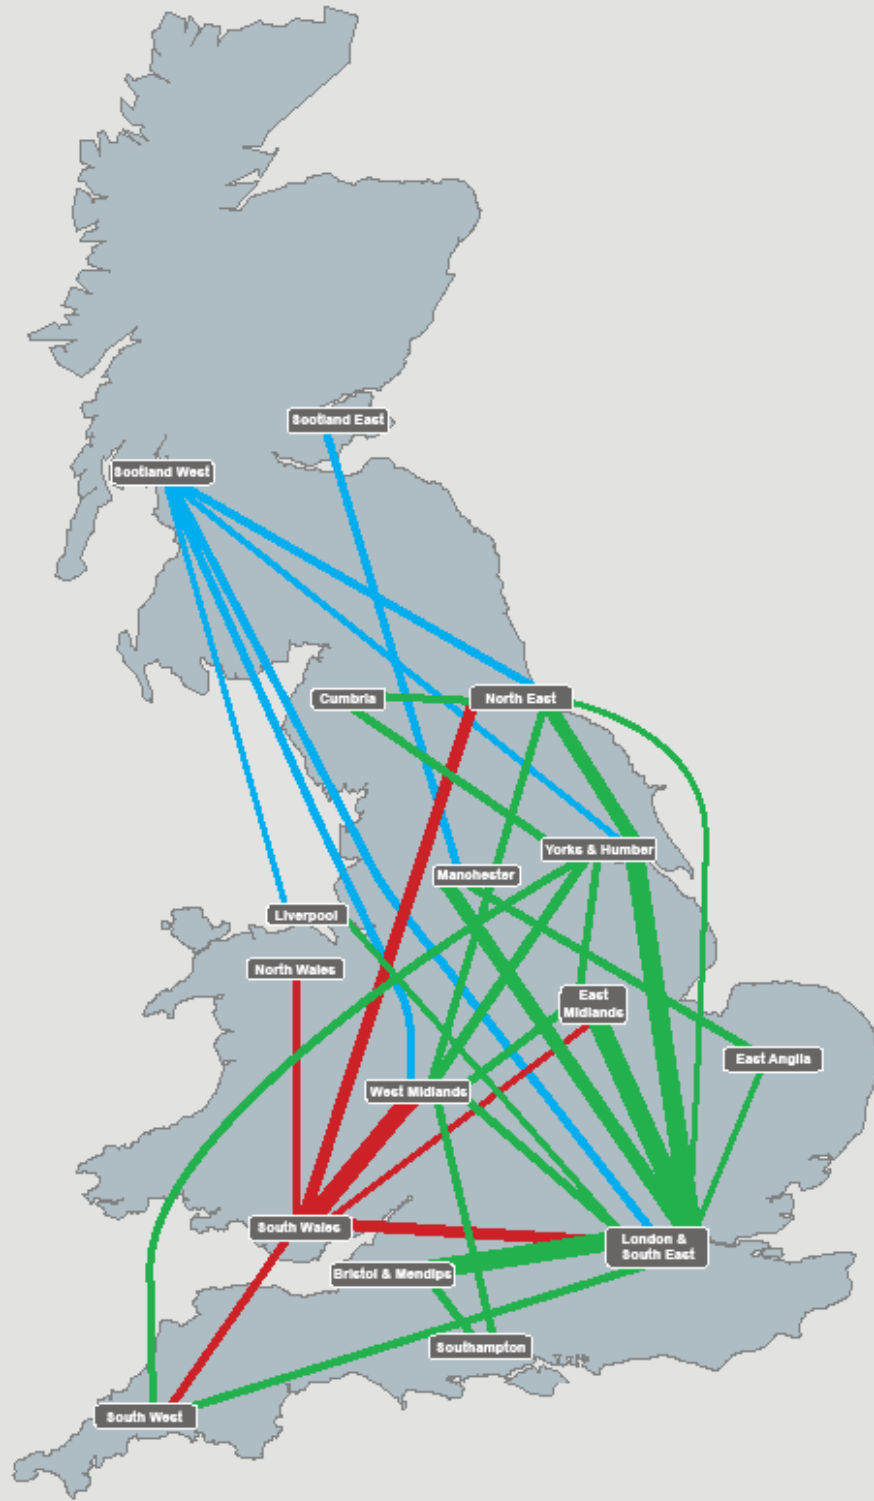 Scotland East
Scotland West
Cumbria
North East
Yorks & Humber
Manchester
Liverpool
North Wales
East
Midlands
East Anglia
West Midlands
South Wales
London &
South East
Bristol & Mendips
Southampton
South West